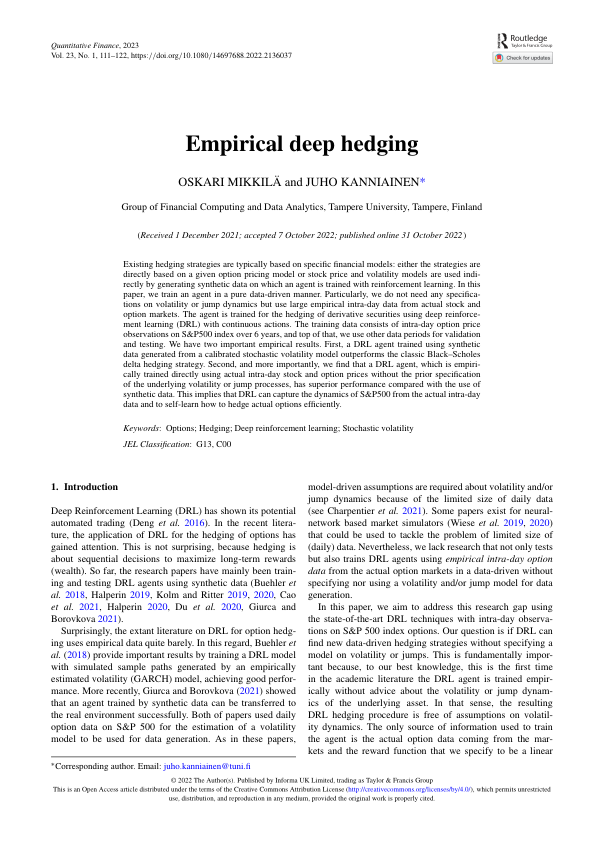 Quantitative Finance, 2023
Vol. 23, No. 1, 111–122, https://doi.org/10.1080/14697688.2022.2136037
Routledge
Taylor & Francis Group
Check for updates
Empirical deep hedging
OSKARI MIKKILÄ and JUHO KANNIAINEN*
Group of Financial Computing and Data Analytics, Tampere University, Tampere, Finland
(Received 1 December 2021; accepted 7 October 2022; published online 31 October 2022)
Existing hedging strategies are typically based on specific financial models: either the strategies are
directly based on a given option pricing model or stock price and volatility models are used indi-
rectly by generating synthetic data on which an agent is trained with reinforcement learning. In this
paper, we train an agent in a pure data-driven manner. Particularly, we do not need any specifica-
tions on volatility or jump dynamics but use large empirical intra-day data from actual stock and
option markets. The agent is trained for the hedging of derivative securities using deep reinforce-
ment learning (DRL) with continuous actions. The training data consists of intra-day option price
observations on S&P500 index over 6 years, and top of that, we use other data periods for validation
and testing. We have two important empirical results. First, a DRL agent trained using synthetic
data generated from a calibrated stochastic volatility model outperforms the classic Black–Scholes
delta hedging strategy. Second, and more importantly, we find that a DRL agent, which is empiri-
cally trained directly using actual intra-day stock and option prices without the prior specification
of the underlying volatility or jump processes, has superior performance compared with the use of
synthetic data. This implies that DRL can capture the dynamics of S&P500 from the actual intra-day
data and to self-learn how to hedge actual options efficiently.
Keywords: Options; Hedging; Deep reinforcement learning; Stochastic volatility
JEL Classification: G13, C00
1. Introduction
Deep Reinforcement Learning (DRL) has shown its potential
automated trading (Deng et al. 2016). In the recent litera-
ture, the application of DRL for the hedging of options has
gained attention. This is not surprising, because hedging is
about sequential decisions to maximize long-term rewards
(wealth). So far, the research papers have mainly been train-
ing and testing DRL agents using synthetic data (Buehler et
al. 2018, Halperin 2019, Kolm and Ritter 2019, 2020, Cao
et al. 2021, Halperin 2020, Du et al. 2020, Giurca and
Borovkova 2021).
Surprisingly, the extant literature on DRL for option hedg-
ing uses empirical data quite barely. In this regard, Buehler et
al. (2018) provide important results by training a DRL model
with simulated sample paths generated by an empirically
estimated volatility (GARCH) model, achieving good perfor-
mance. More recently, Giurca and Borovkova (2021) showed
that an agent trained by synthetic data can be transferred to
the real environment successfully. Both of papers used daily
option data on S&P 500 for the estimation of a volatility
model to be used for data generation. As in these papers,
model-driven assumptions are required about volatility and/or
jump dynamics because of the limited size of daily data
(see Charpentier et al. 2021). Some papers exist for neural-
network based market simulators (Wiese et al. 2019, 2020)
that could be used to tackle the problem of limited size of
(daily) data. Nevertheless, we lack research that not only tests
but also trains DRL agents using empirical intra-day option
data from the actual option markets in a data-driven without
specifying nor using a volatility and/or jump model for data
generation.
In this paper, we aim to address this research gap using
the state-of-the-art DRL techniques with intra-day observa-
tions on S&P 500 index options. Our question is if DRL can
find new data-driven hedging strategies without specifying a
model on volatility or jumps. This is fundamentally impor-
tant because, to our best knowledge, this is the first time
in the academic literature the DRL agent is trained empir-
ically without advice about the volatility or jump dynam-
ics of the underlying asset. In that sense, the resulting
DRL hedging procedure is free of assumptions on volatil-
ity dynamics. The only source of information used to train
the agent is the actual option data coming from the mar-
kets and the reward function that we specify to be a linear
*Corresponding author. Email: juho.kanniainen@tuni.fi
© 2022 The Author(s). Published by Informa UK Limited, trading as Taylor & Francis Group
This is an Open Access article distributed under the terms of the Creative Commons Attribution License (http://creativecommons.org/licenses/by/4.0/), which permits unrestricted
use, distribution, and reproduction in any medium, provided the original work is properly cited.